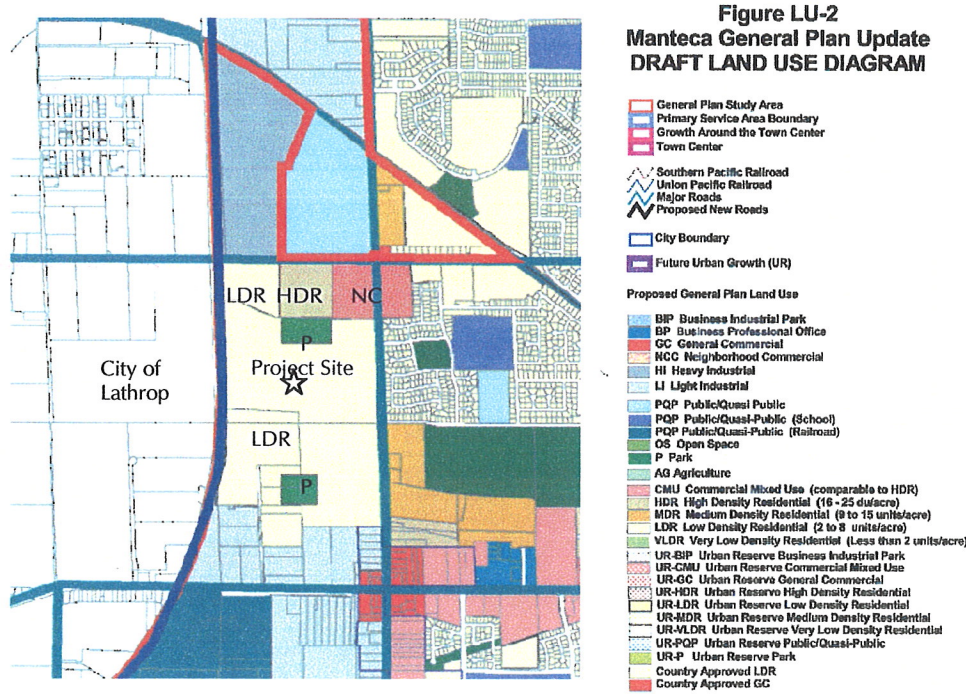 Figure LU-2
Manteca General Plan Update
DRAFT LAND USE DIAGRAM
General Plan Study Area
Primary Service Area Boundary
Growth Around the Town Center
Town Center
Southern Pacific Railroad
Union Pacific Railroad
Major Roads
Proposed New Roads
City Boundary
Future Urban Growth (UR)
Proposed General Plan Land Use
BIP Business Industrial Park
BP Business Professional Office
GC General Commercial
NCC Neighborhood Commercial
HI Heavy Industrial
LI Light Industrial
PQP Public/Quasi Public
PQP Public/Quasi-Public (School)
PQP Public/Quasi-Public (Railroad)
OS Open Space
P Park
AG Agriculture
CMU Commercial Mixed Use (comparable to HDR)
HDR High Density Residential (16 - 25 du/acre)
MDR Medium Density Residential (9 to 15 units/acre)
LDR Low Density Residential (2 to 8 units/acre)
VLDR Very Low Density Residential (Less than 2 units/acre)
UR-BIP Urban Reserve Business Industrial Park
UR-CMU Urban Reserve Commercial Mixed Use
UR-GC Urban Reserve General Commercial
UR-HDR Urban Reserve High Density Residential
UR-LDR Urban Reserve Low Density Residential
UR-MDR Urban Reserve Medium Density Residential
UR-VLDR Urban Reserve Very Low Density Residential
UR-PQP Urban Reserve Public/Quasi-Public
UR-P Urban Reserve Park
Country Approved LDR
Country Approved GC
LDR HDR NC
P
Project Site
City of
Lathrop
LDR
P